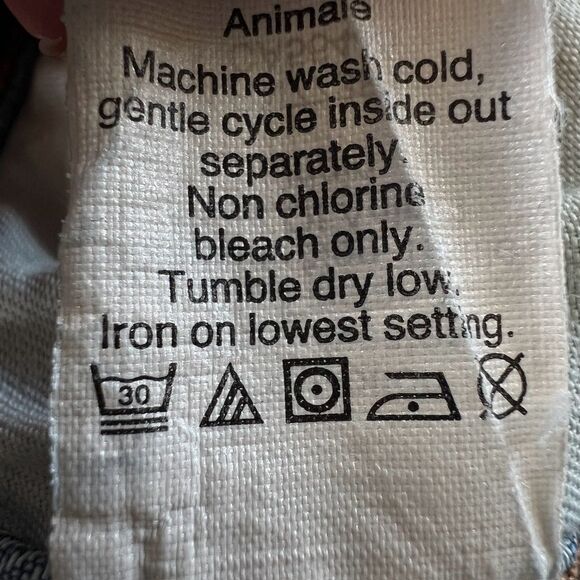 Animals
Machine wash cold,
gentle cycle inside out
separately.
Non chlorine
bleach only.
Tumble dry low.
Iron on lowest setting.
30